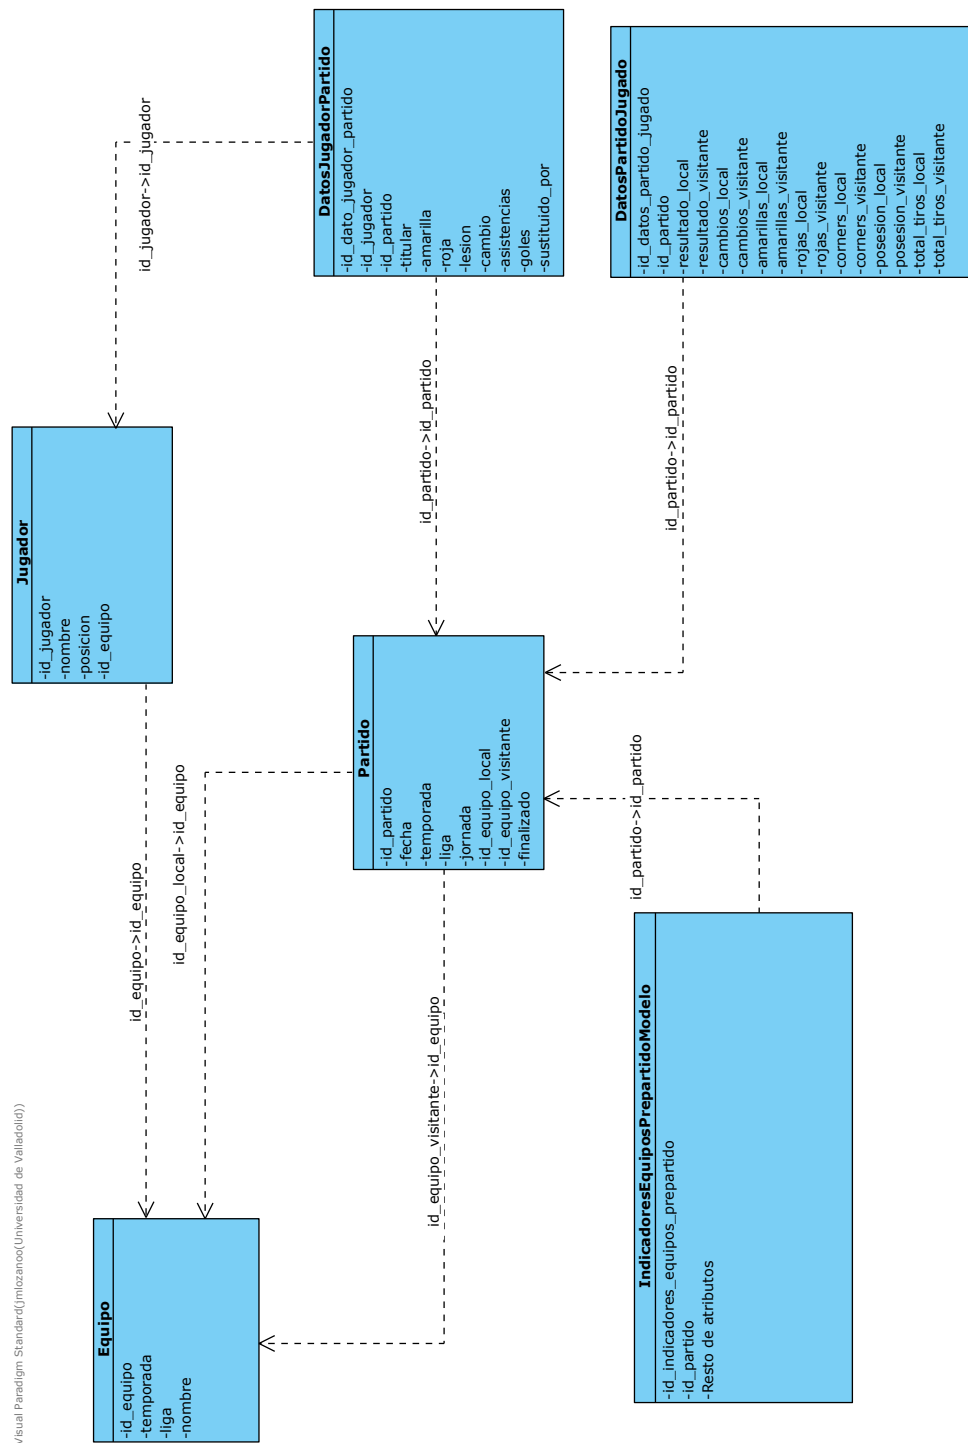 Visual Paradigm Standard(jmlozanoo(Universidad de Valladolid))
Equipo
-id_equipo
-temporada
-liga
-nombre
id_equipo->id_equipo
id_equipo_local->id_equipo
id_equipo_visitante->id_equipo
Jugador
-id_jugador
-nombre
-posicion
-id_equipo
id_jugador->id_jugador
Partido
-id_partido
-fecha
-temporada
-liga
-jornada
-id_equipo_local
-id_equipo_visitante
-finalizado
id_partido->id_partido
IndicadoresEquiposPrepartidoModelo
-id_indicadores_equipos_prepartido
-id_partido
-Resto de atributos
id_partido->id_partido
DatosJugadorPartido
-id_dato_jugador_partido
-id_jugador
-id_partido
-titular
-amarilla
-roja
-lesion
-cambio
-asistencias
-goles
-sustituido_por
id_partido->id_partido
DatosPartidoJugado
-id_datos_partido_jugado
-id_partido
-resultado_local
-resultado_visitante
-cambios_local
-cambios_visitante
-amarillas_local
-amarillas_visitante
-rojas_local
-rojas_visitante
-corners_local
-corners_visitante
-posesion_local
-posesion_visitante
-total_tiros_local
-total_tiros_visitante